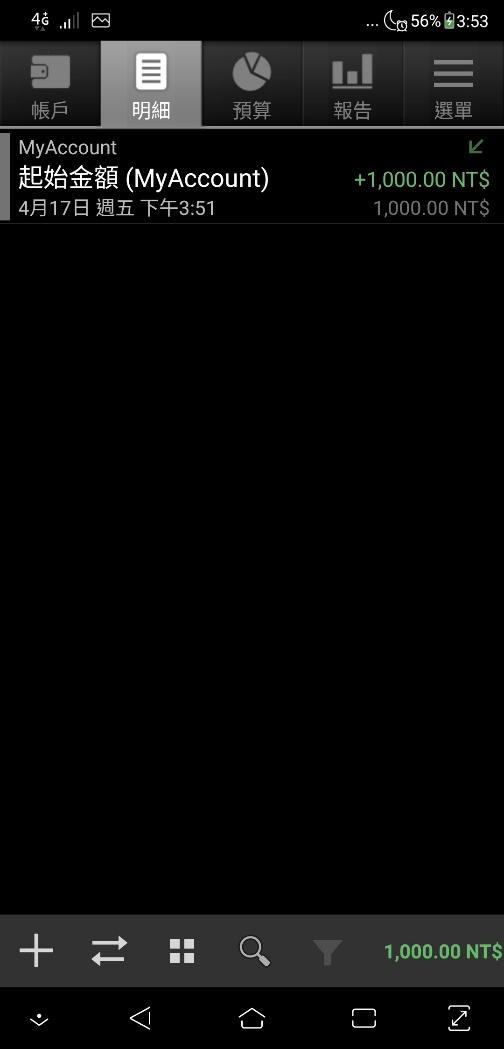 4G ... 56% 3:53
帳戶 明細 預算 報告 選單
MyAccount
起始金額 (MyAccount) +1,000.00 NT$
4月17日 週五 下午3:51 1,000.00 NT$
1,000.00 NT$